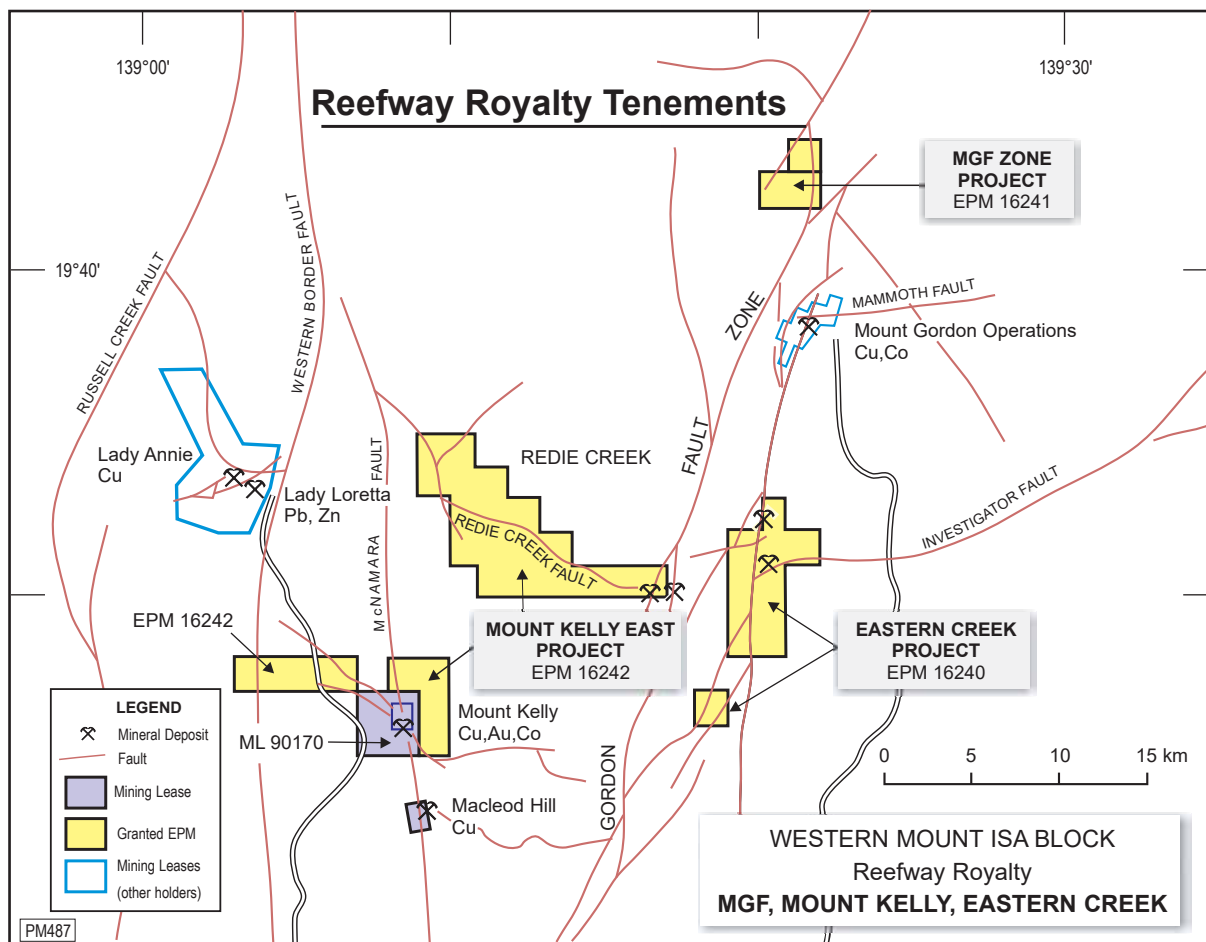 139°00'
139°30'
Reefway Royalty Tenements
MGF ZONE
PROJECT
EPM 16241
19°40'
RUSSELL CREEK FAULT
WESTERN BORDER FAULT
ZONE
MAMMOTH FAULT
Mount Gordon Operations
Cu,Co
Lady Annie
Cu
Lady Loretta
Pb, Zn
McNAMARA FAULT
REDIE CREEK
REDIE CREEK FAULT
FAULT
INVESTIGATOR FAULT
EPM 16242
MOUNT KELLY EAST
PROJECT
EPM 16242
EASTERN CREEK
PROJECT
EPM 16240
Mount Kelly
Cu,Au,Co
ML 90170
GORDON
Macleod Hill
Cu
LEGEND
Mineral Deposit
Fault
Mining Lease
Granted EPM
Mining Leases
(other holders)
0 5 10 15 km
WESTERN MOUNT ISA BLOCK
Reefway Royalty
MGF, MOUNT KELLY, EASTERN CREEK
PM487